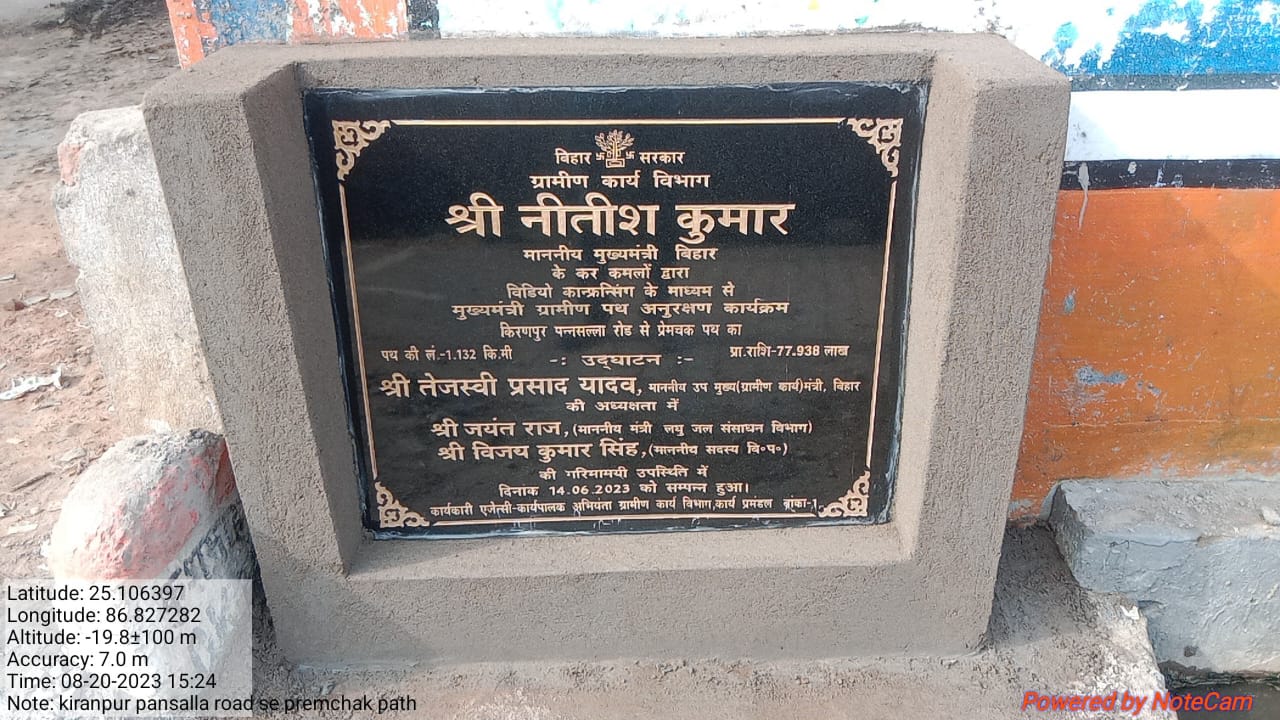 बिहार सरकार
ग्रामीण कार्य विभाग
श्री नीतीश कुमार
माननीय मुख्यमंत्री बिहार
के कर कमलों द्वारा
विडियो कान्फ्रन्सिंग के माध्यम से
मुख्यमंत्री ग्रामीण पथ अनुरक्षण कार्यक्रम
किरणपुर पन्नसल्ला रोड से प्रेमचक पथ का
पथ की लं.-1.132 कि.मी -: उद्घाटन :- प्रा.राशि-77.938 लाख
श्री तेजस्वी प्रसाद यादव, माननीय उप मुख्य(ग्रामीण कार्य)मंत्री, बिहार
की अध्यक्षता में
श्री जयंत राज,(माननीय मंत्री लघु जल संसाधन विभाग)
श्री विजय कुमार सिंह,(माननीय सदस्य वि०प०)
की गरिमामयी उपस्थिति में
दिनांक 14.06.2023 को सम्पन्न हुआ।
कार्यकारी एजेन्सी-कार्यपालक अभियंता ग्रामीण कार्य विभाग,कार्य प्रमंडल बांका-1
Latitude: 25.106397
Longitude: 86.827282
Altitude: -19.8±100 m
Accuracy: 7.0 m
Time: 08-20-2023 15:24
Note: kiranpur pansalla road se premchak path
Powered by NoteCam